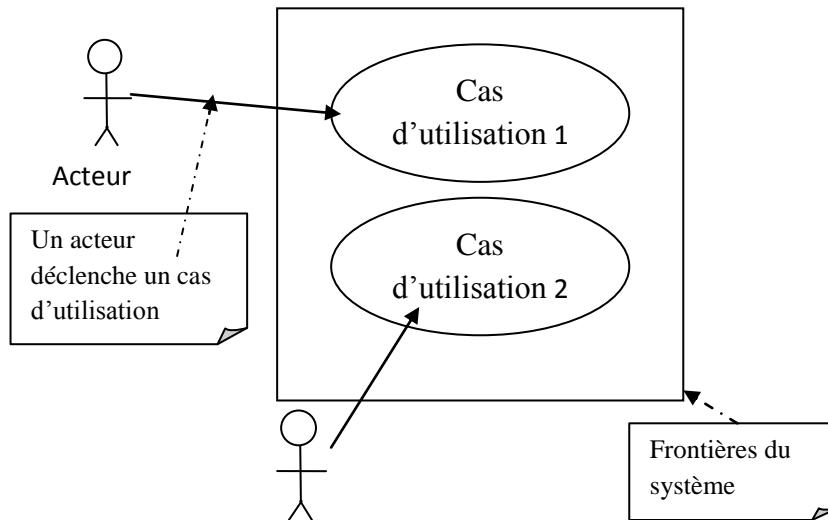 Cas
d’utilisation 1
Acteur
Un acteur
déclenche un cas
d’utilisation
Cas
d’utilisation 2
Frontières du
système